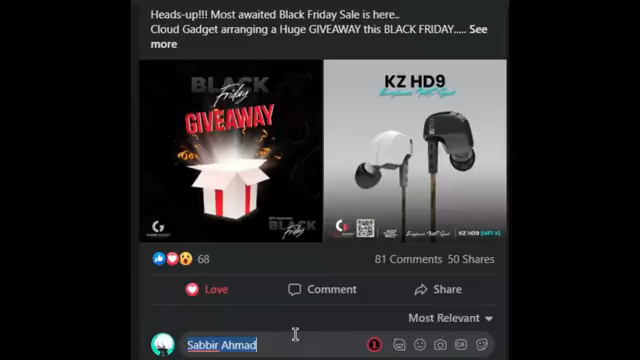 Heads-up!!! Most awaited Black Friday Sale is here..
Cloud Gadget arranging a Huge GIVEAWAY this BLACK FRIDAY..... See
more
BLACK
Friday
GIVEAWAY
BLACK
Friday
KZ HD9
KZ HD9
68
81 Comments 50 Shares
Love
Comment
Share
Most Relevant
Sabbir Ahmad
1
GIF